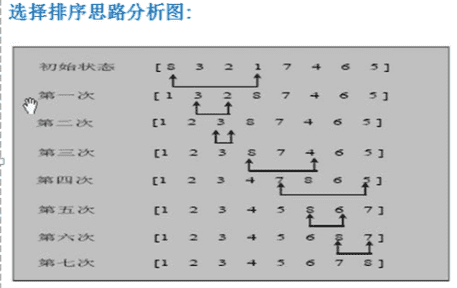 选择排序思路分析图:
初始状态 [ 8 3 2 1 7 4 6 5 ]
第一次 [ 1 3 2 8 7 4 6 5 ]
第二次 [1 2 3 8 7 4 6 5 ]
第三次 [1 2 3 8 7 4 6 5 ]
第四次 [1 2 3 4 7 8 6 5 ]
第五次 [1 2 3 4 5 8 6 7 ]
第六次 [1 2 3 4 5 6 8 7 ]
第七次 [1 2 3 4 5 6 7 8 ]